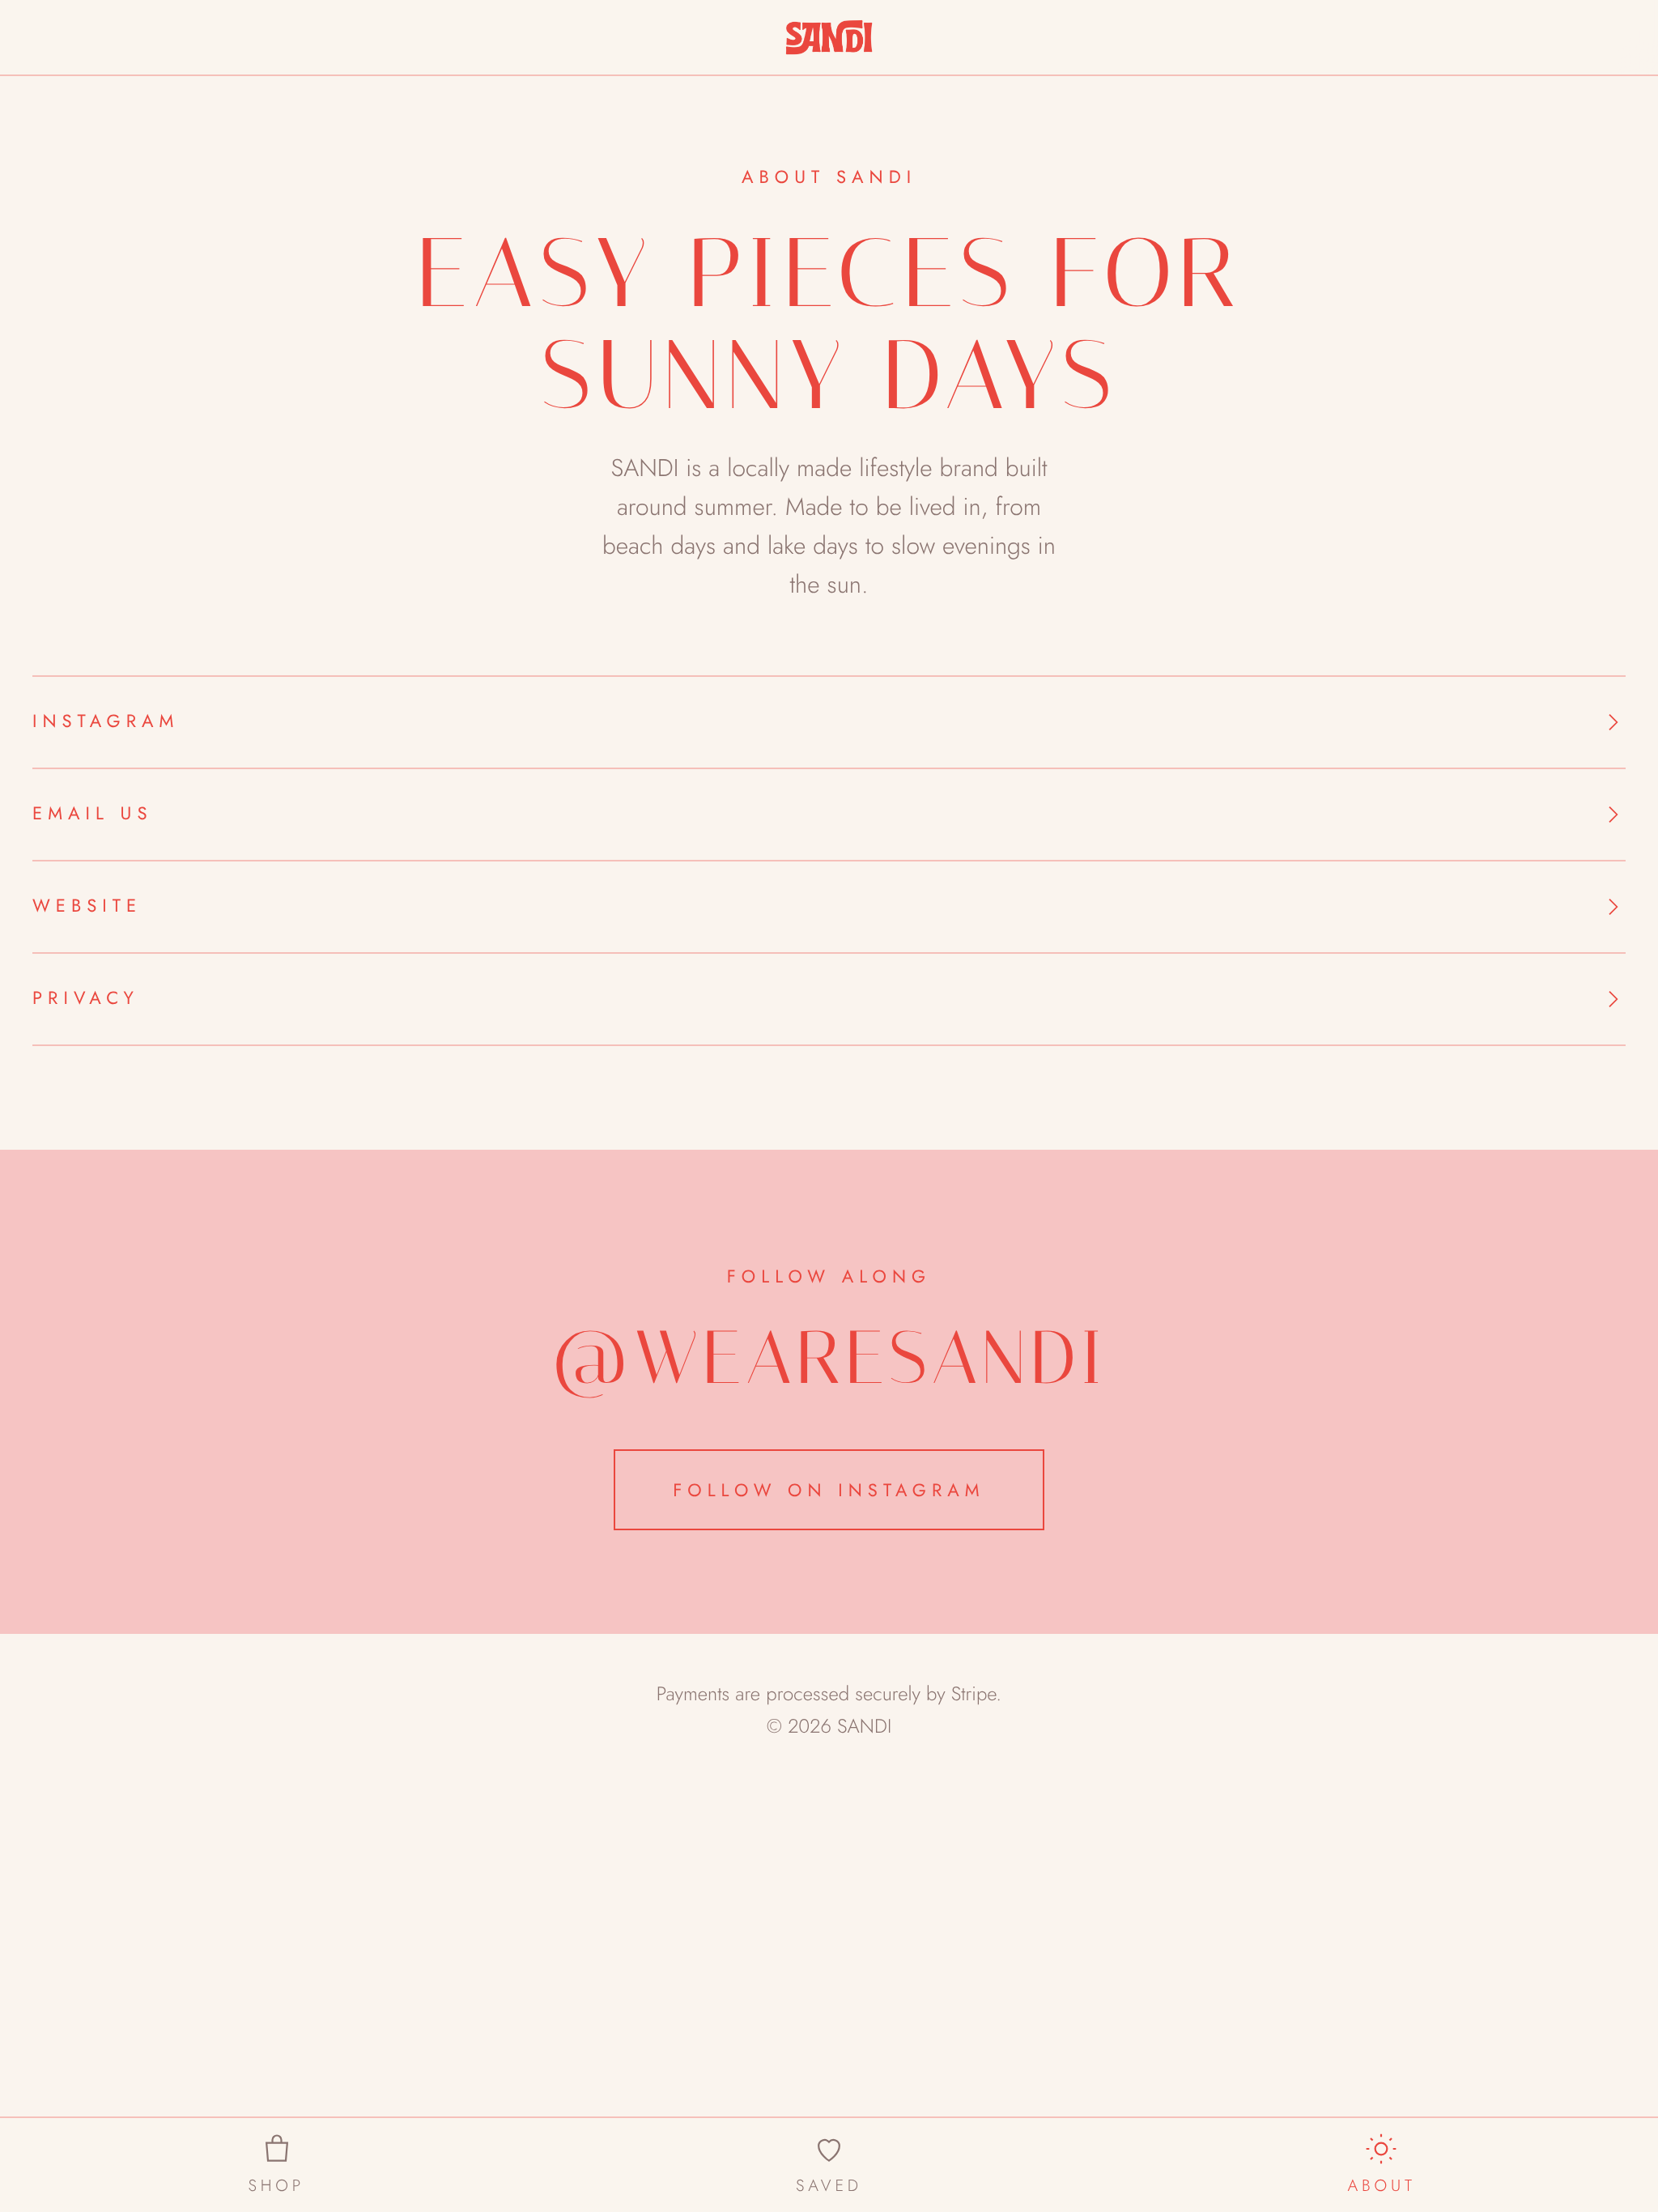 SANDI
ABOUT SANDI
EASY PIECES FOR
SUNNY DAYS
SANDI is a locally made lifestyle brand built
around summer. Made to be lived in, from
beach days and lake days to slow evenings in
the sun.
INSTAGRAM
EMAIL US
WEBSITE
PRIVACY
FOLLOW ALONG
@WEARESANDI
FOLLOW ON INSTAGRAM
Payments are processed securely by Stripe.
© 2026 SANDI
SHOP
SAVED
ABOUT